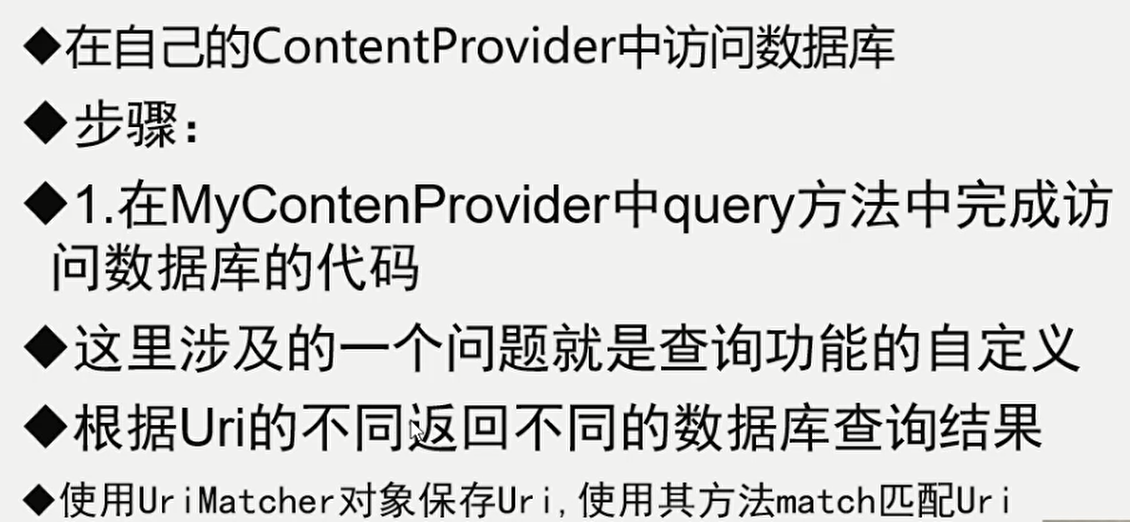 ◆在自己的ContentProvider中访问数据库
◆步骤：
◆1.在MyContenProvider中query方法中完成访
问数据库的代码
◆这里涉及的一个问题就是查询功能的自定义
◆根据Uri的不同返回不同的数据库查询结果
◆使用UriMatcher对象保存Uri,使用其方法match匹配Uri